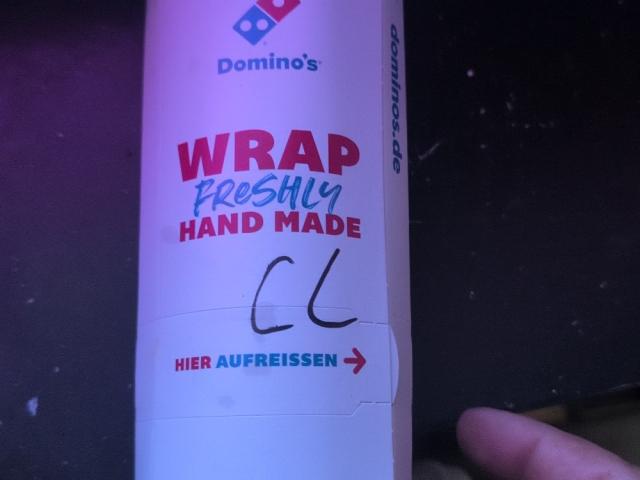 Domino's
dominos.de
WRAP
FRESHLY
HAND MADE
CL
HIER AUFREISSEN →